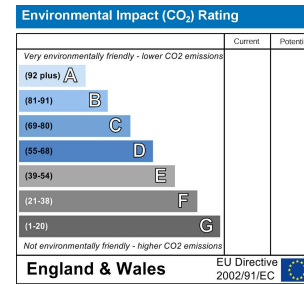 Environmental Impact (CO₂) Rating
Current Potenti
Very environmentally friendly - lower CO2 emissions
(92 plus) A
(81-91) B
(69-80) C
(55-68) D
(39-54) E
(21-38) F
(1-20) G
Not environmentally friendly - higher CO2 emissions
England & Wales
EU Directive
2002/91/EC